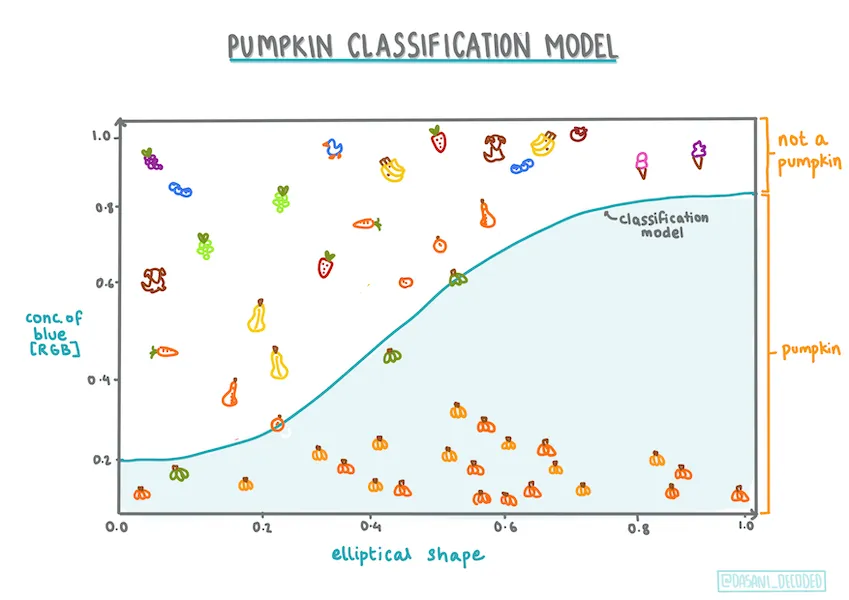 PUMPKIN CLASSIFICATION MODEL
1.0
not a
pumpkin
0.8
classification
model
0.6
conc. of
blue
[RGB]
pumpkin
0.4
0.2
0.0
0.2
0.4
0.6
0.8
1.0
elliptical shape
@DASANI_DECODED